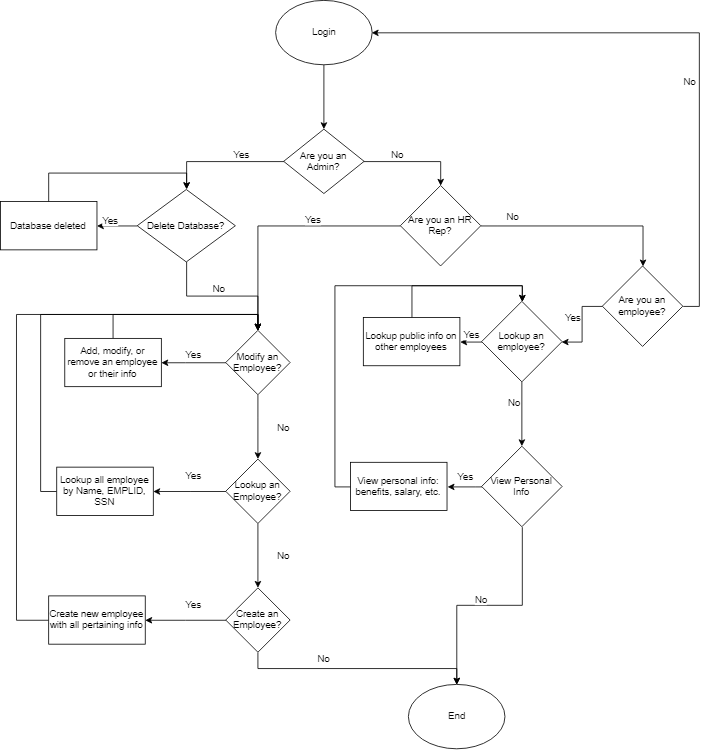 Login
No
Are you an
Admin?
Yes
No
Are you an HR
Rep?
Yes
No
Database deleted
Yes
Delete Database?
No
Are you an
employee?
Yes
Lookup an
employee?
Yes
Lookup public info on
other employees
No
Add, modify, or
remove an employee
or their info
Yes
Modify an
Employee?
No
Lookup all employee
by Name, EMPLID,
SSN
Yes
Lookup an
Employee?
No
View personal info:
benefits, salary, etc.
Yes
View Personal
Info
No
Create new employee
with all pertaining info
Yes
Create an
Employee?
No
End